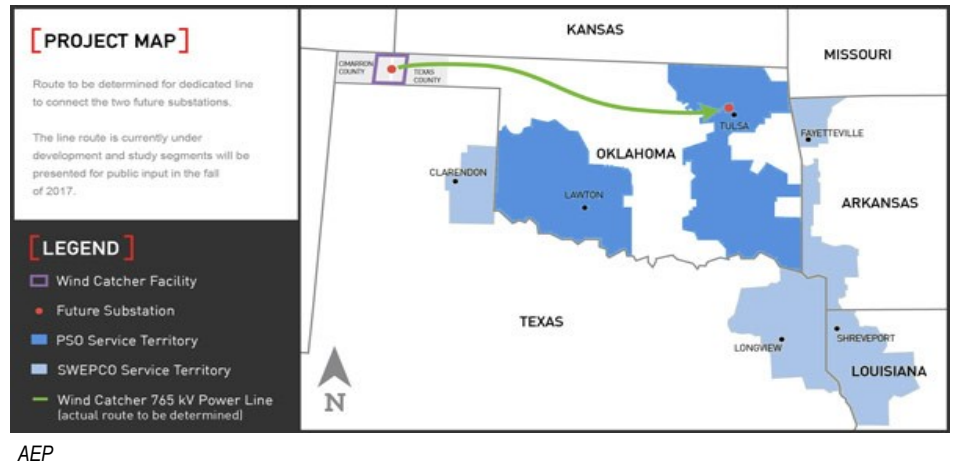 [PROJECT MAP]
Route to be determined for dedicated line
to connect the two future substations.
The line route is currently under
development and study segments will be
presented for public input in the fall
of 2017.
[LEGEND]
Wind Catcher Facility
Future Substation
PSO Service Territory
SWEPCO Service Territory
Wind Catcher 765 kV Power Line
(actual route to be determined)
KANSAS
MISSOURI
CIMARRON
COUNTY
TEXAS
COUNTY
TULSA
FAYETTEVILLE
OKLAHOMA
CLARENDON
LAWTON
ARKANSAS
TEXAS
LONGVIEW
SHREVEPORT
LOUISIANA
N
AEP